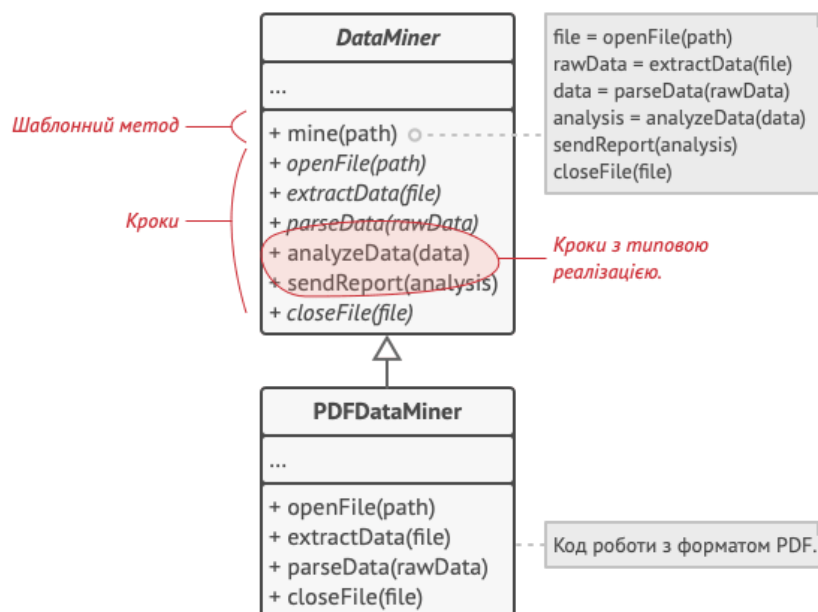 DataMiner
...
Шаблонний метод
+ mine(path)
Кроки
+ openFile(path)
+ extractData(file)
+ parseData(rawData)
+ analyzeData(data)
+ sendReport(analysis)
+ closeFile(file)
file = openFile(path)
rawData = extractData(file)
data = parseData(rawData)
analysis = analyzeData(data)
sendReport(analysis)
closeFile(file)
Кроки з типовою
реалізацією.
PDFDataMiner
...
+ openFile(path)
+ extractData(file)
+ parseData(rawData)
+ closeFile(file)
Код роботи з форматом PDF.